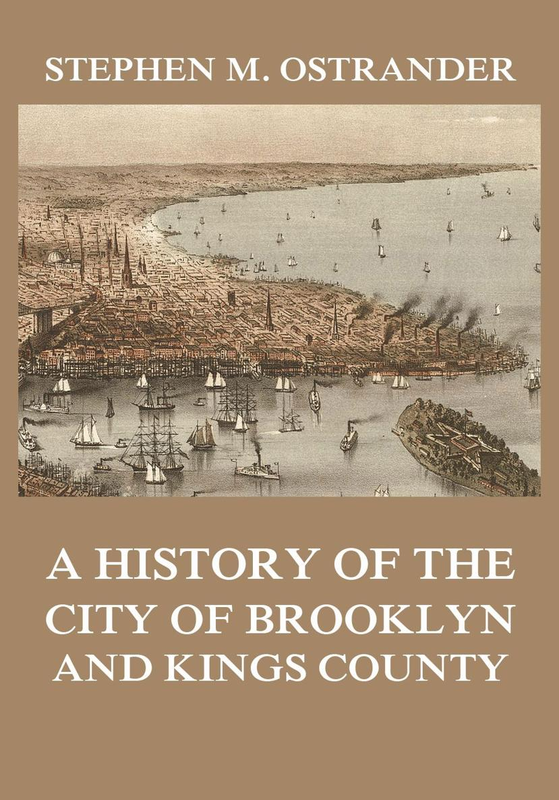 STEPHEN M. OSTRANDER
A HISTORY OF THE
CITY OF BROOKLYN
AND KINGS COUNTY